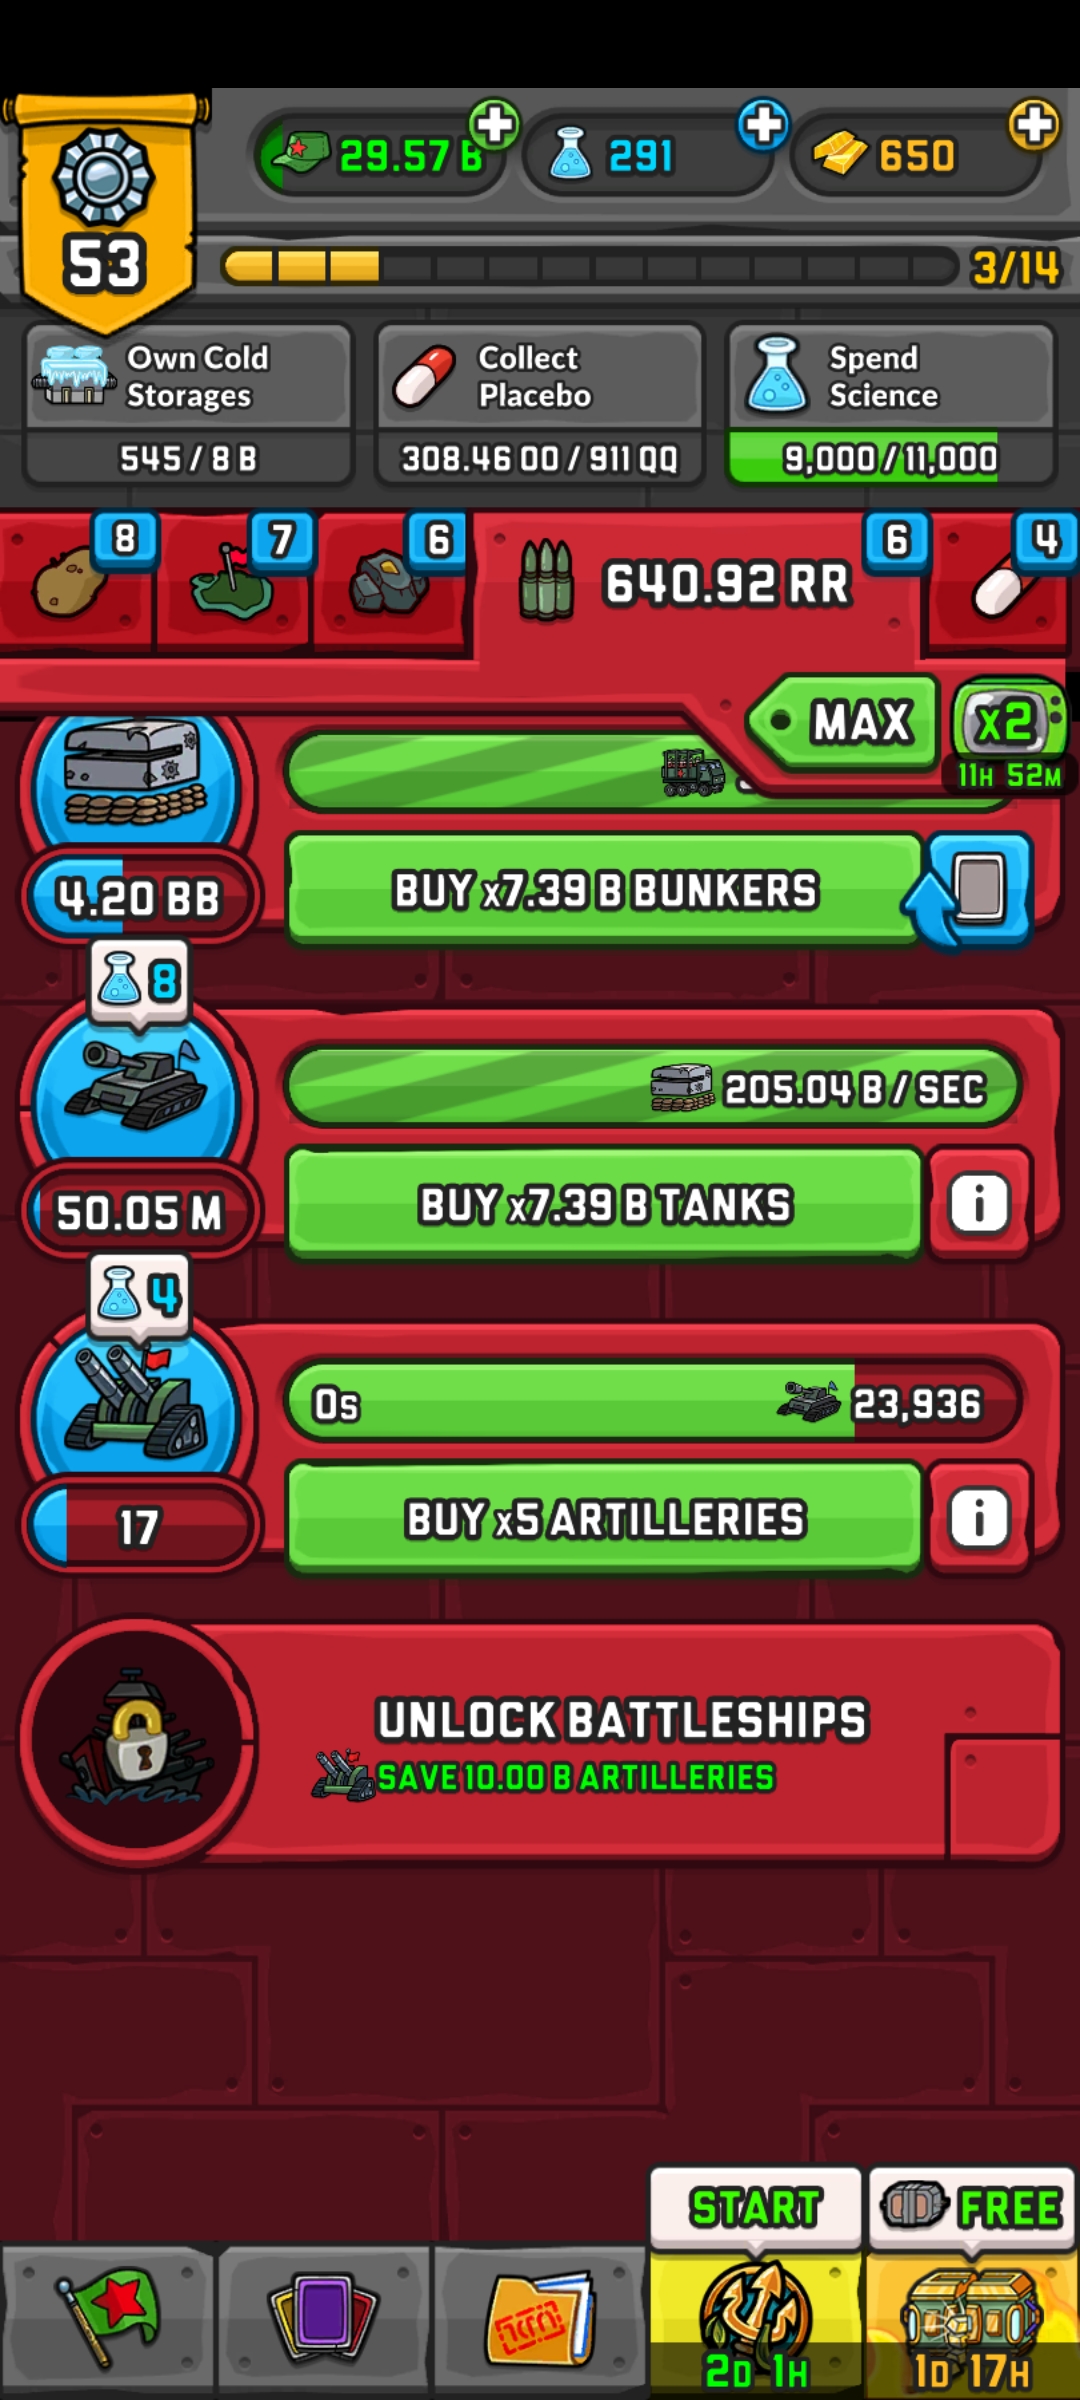 29.57 B
291
650
53
3/14
Own Cold
Storages
545 / 8 B
Collect
Placebo
308.46 OO / 911 QQ
Spend
Science
9,000 / 11,000
8
7
6
640.92 RR
6
4
MAX
x2
11H 52M
4.20 BB
BUY x7.39 B BUNKERS
8
205.04 B / SEC
50.05 M
BUY x7.39 B TANKS
i
4
0s
23,936
17
BUY x5 ARTILLERIES
i
UNLOCK BATTLESHIPS
SAVE 10.00 B ARTILLERIES
START
FREE
2D 1H
1D 17H